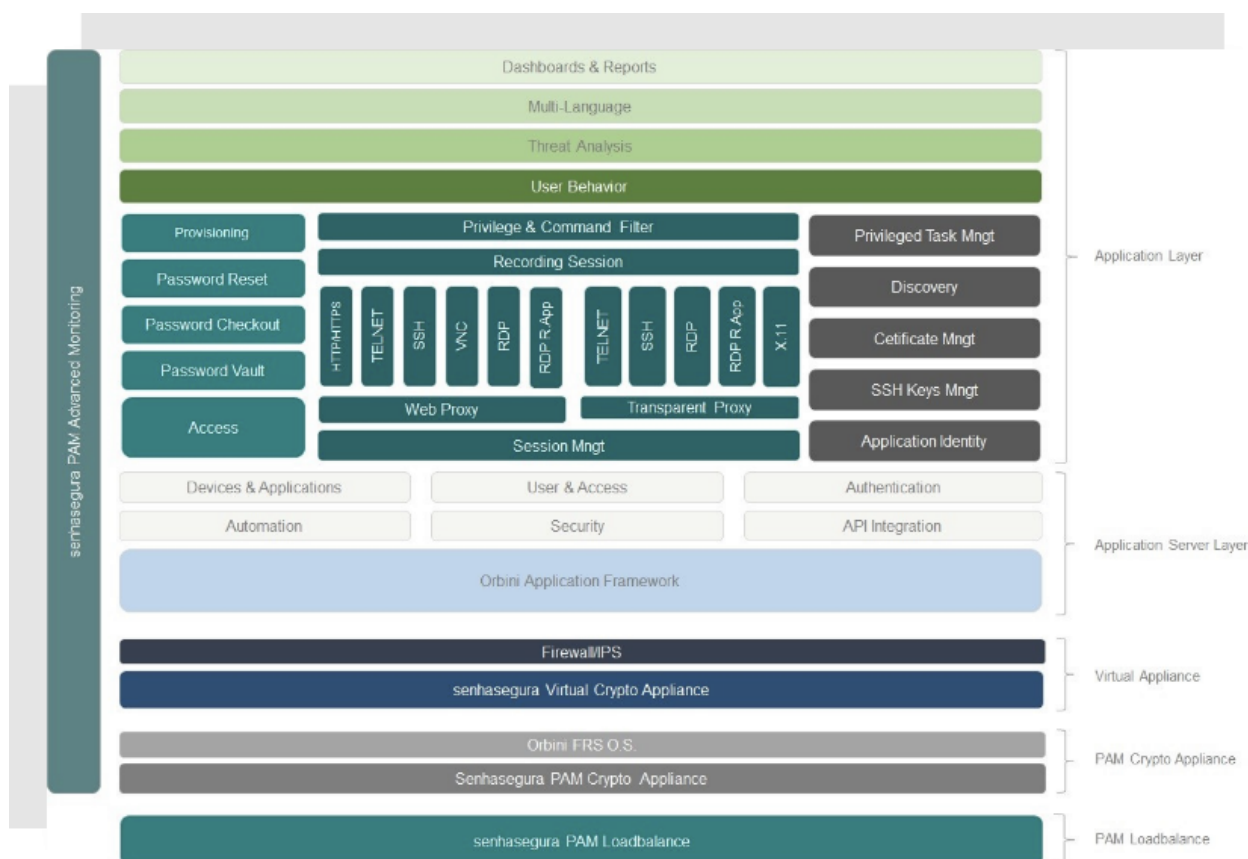 senhasegura PAM Advanced Monitoring
Dashboards & Reports
Multi-Language
Threat Analysis
User Behavior
Provisioning
Password Reset
Password Checkout
Password Vault
Access
Privilege & Command Filter
Recording Session
HTTP/HTTPS
TELNET
SSH
VNC
RDP
RDP R.App
TELNET
SSH
RDP
RDP R.App
X.11
Web Proxy
Transparent Proxy
Session Mngt
Privileged Task Mngt
Discovery
Cetificate Mngt
SSH Keys Mngt
Application Identity
Application Layer
Devices & Applications
User & Access
Authentication
Automation
Security
API Integration
Orbini Application Framework
Application Server Layer
Firewall/IPS
senhasegura Virtual Crypto Appliance
Virtual Appliance
Orbini FRS O.S.
Senhasegura PAM Crypto Appliance
PAM Crypto Appliance
senhasegura PAM Loadbalance
PAM Loadbalance